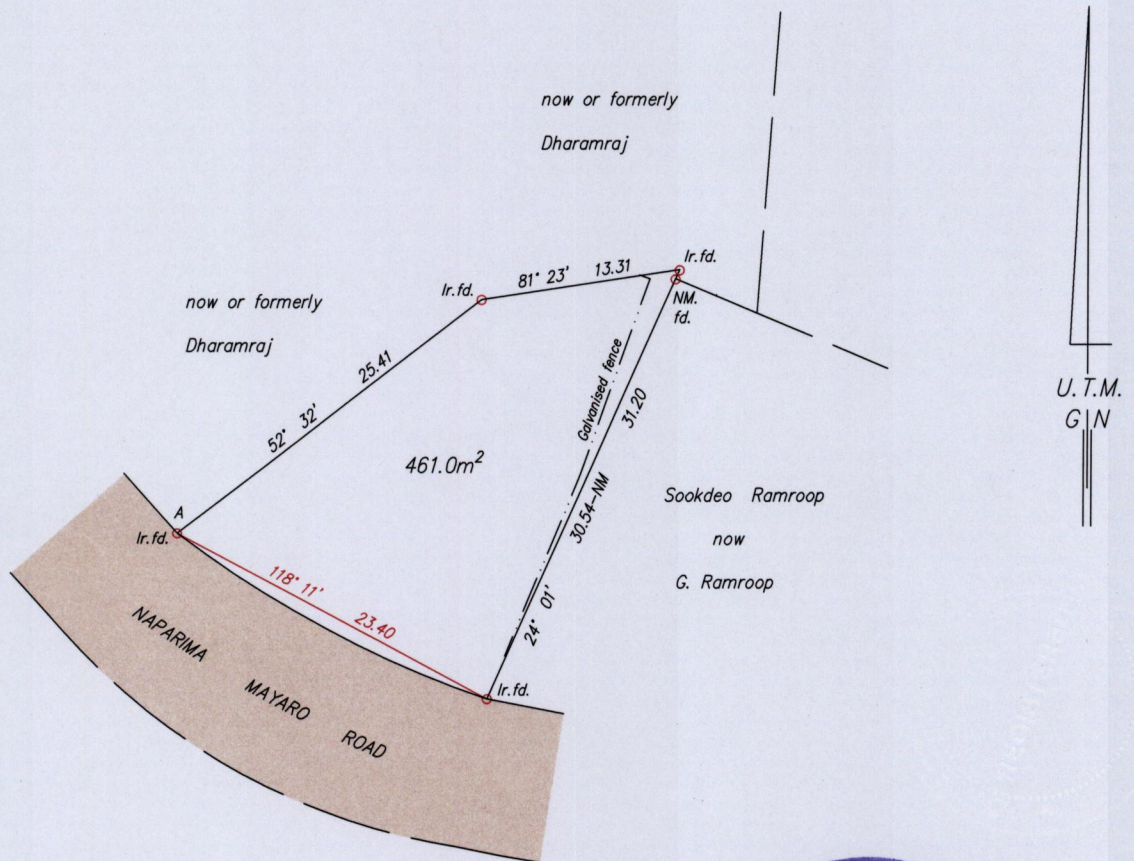 now or formerly
Dharamraj
now or formerly
Dharamraj
Ir.fd.
81° 23' 13.31
Ir.fd.
NM.
fd.
52° 32' 25.41
Galvanised fence
461.0m²
24° 01' 30.54-NM 31.20
Sookdeo Ramroop
now
G. Ramroop
A
Ir.fd.
118° 11' 23.40
Ir.fd.
NAPARIMA
MAYARO
ROAD
U.T.M.
G N